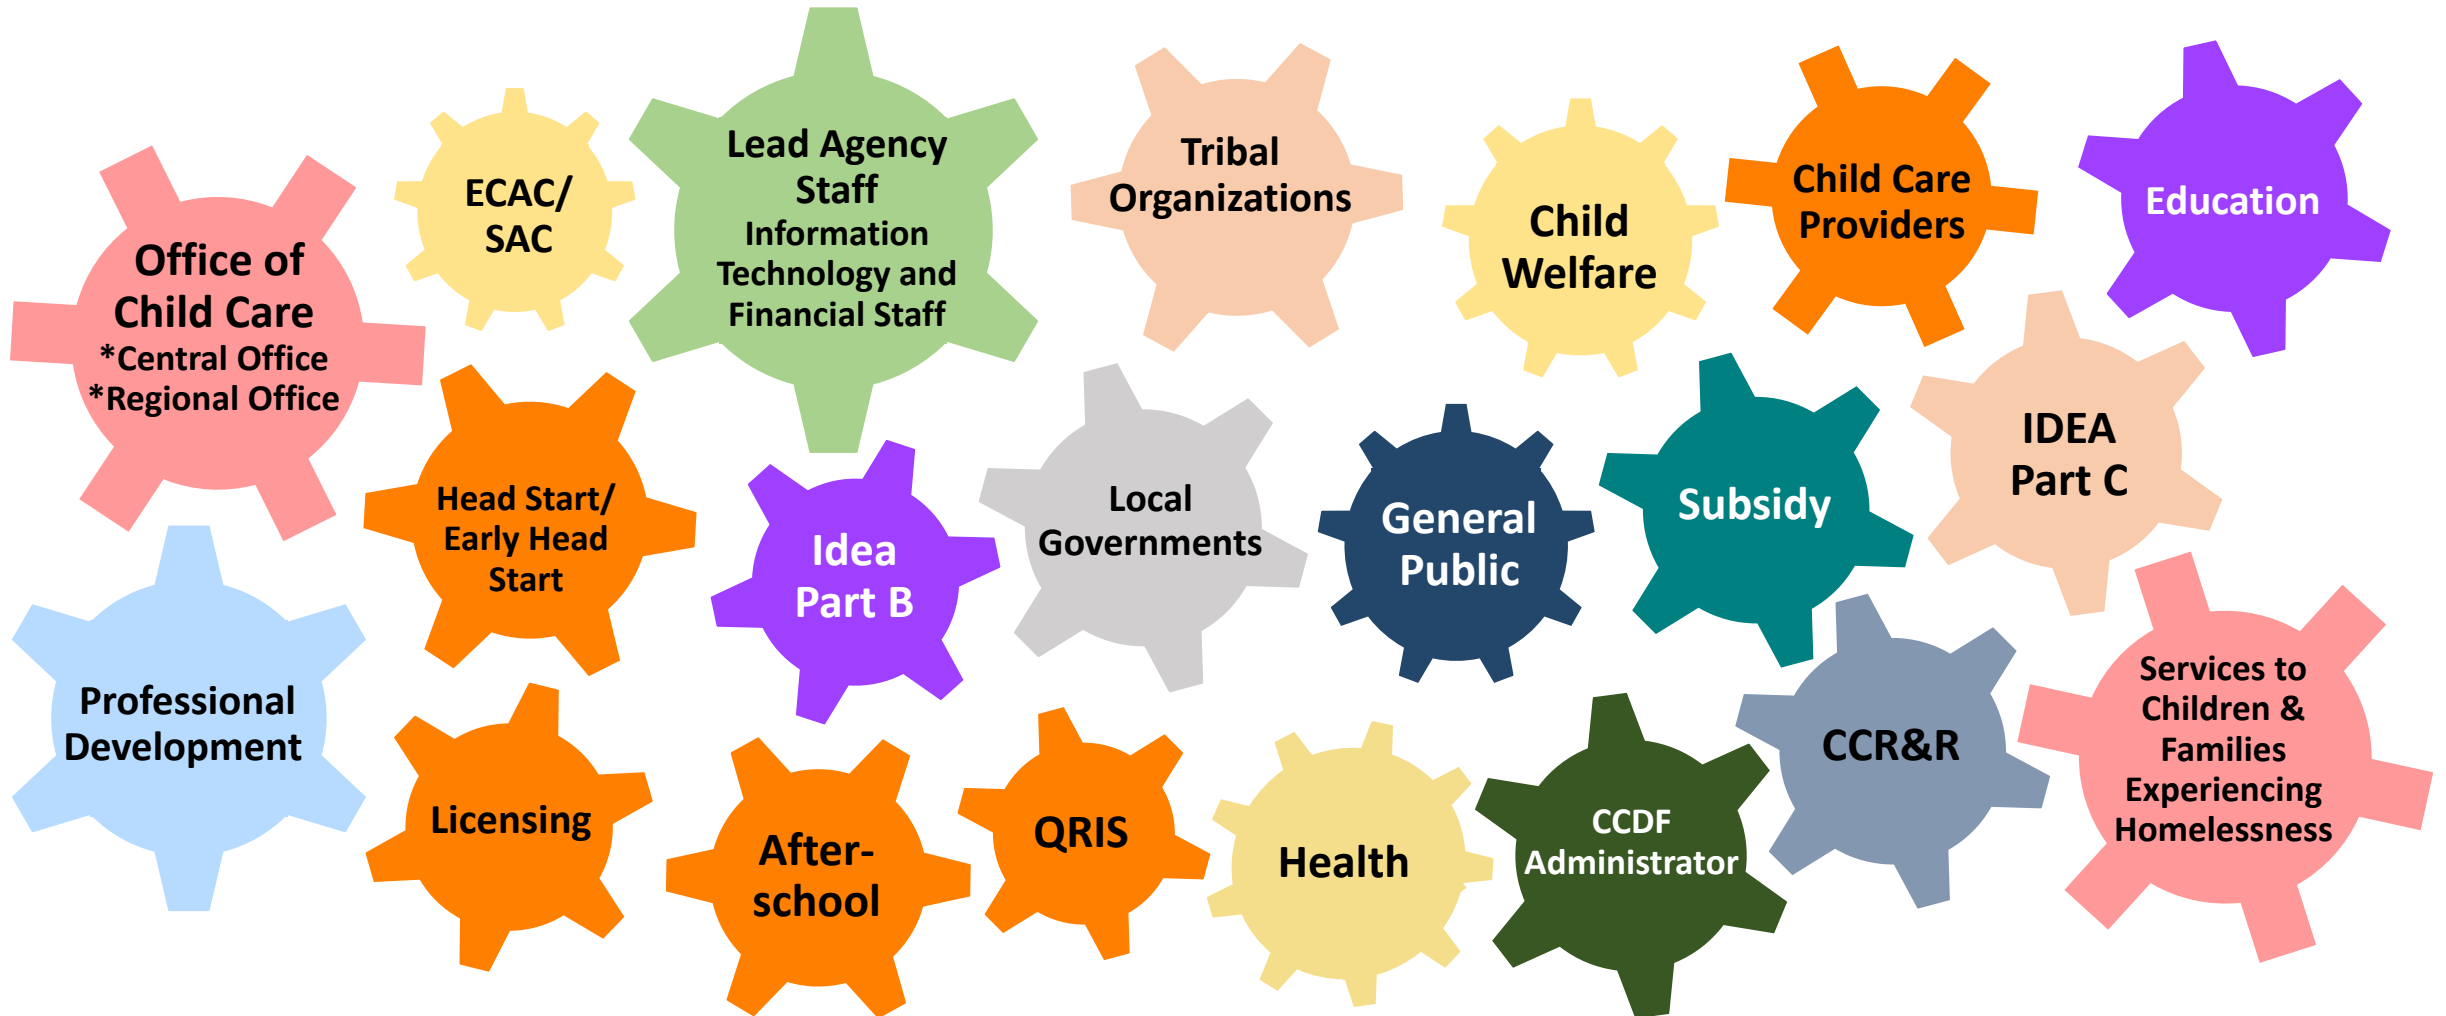 Office of
Child Care
*Central Office
*Regional Office
ECAC/
SAC
Lead Agency
Staff
Information
Technology and
Financial Staff
Tribal
Organizations
Child
Welfare
Child Care
Providers
Education
Head Start/
Early Head
Start
Idea
Part B
Local
Governments
General
Public
Subsidy
IDEA
Part C
Professional
Development
Licensing
After-
school
QRIS
Health
CCDF
Administrator
CCR&R
Services to
Children &
Families
Experiencing
Homelessness